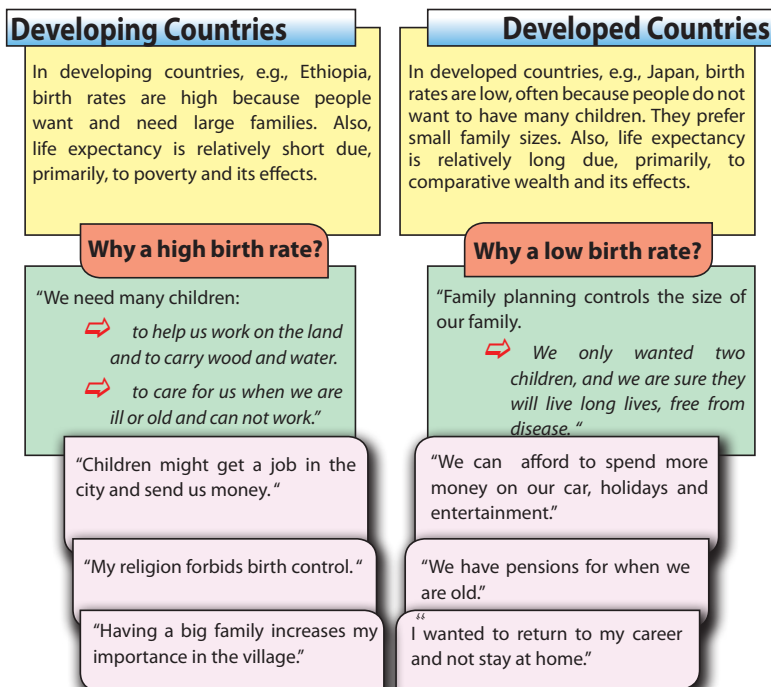 Developing Countries
In developing countries, e.g., Ethiopia,
birth rates are high because people
want and need large families. Also,
life expectancy is relatively short due,
primarily, to poverty and its effects.
Why a high birth rate?
“We need many children:
⇨ to help us work on the land
and to carry wood and water.
⇨ to care for us when we are
ill or old and can not work.”
“Children might get a job in the
city and send us money. “
“My religion forbids birth control. “
“Having a big family increases my
importance in the village.”
Developed Countries
In developed countries, e.g., Japan, birth
rates are low, often because people do not
want to have many children. They prefer
small family sizes. Also, life expectancy
is relatively long due, primarily, to
comparative wealth and its effects.
Why a low birth rate?
“Family planning controls the size of
our family.
⇨ We only wanted two
children, and we are sure they
will live long lives, free from
disease. “
“We can afford to spend more
money on our car, holidays and
entertainment.”
“We have pensions for when we
are old.”
“
I wanted to return to my career
and not stay at home.”